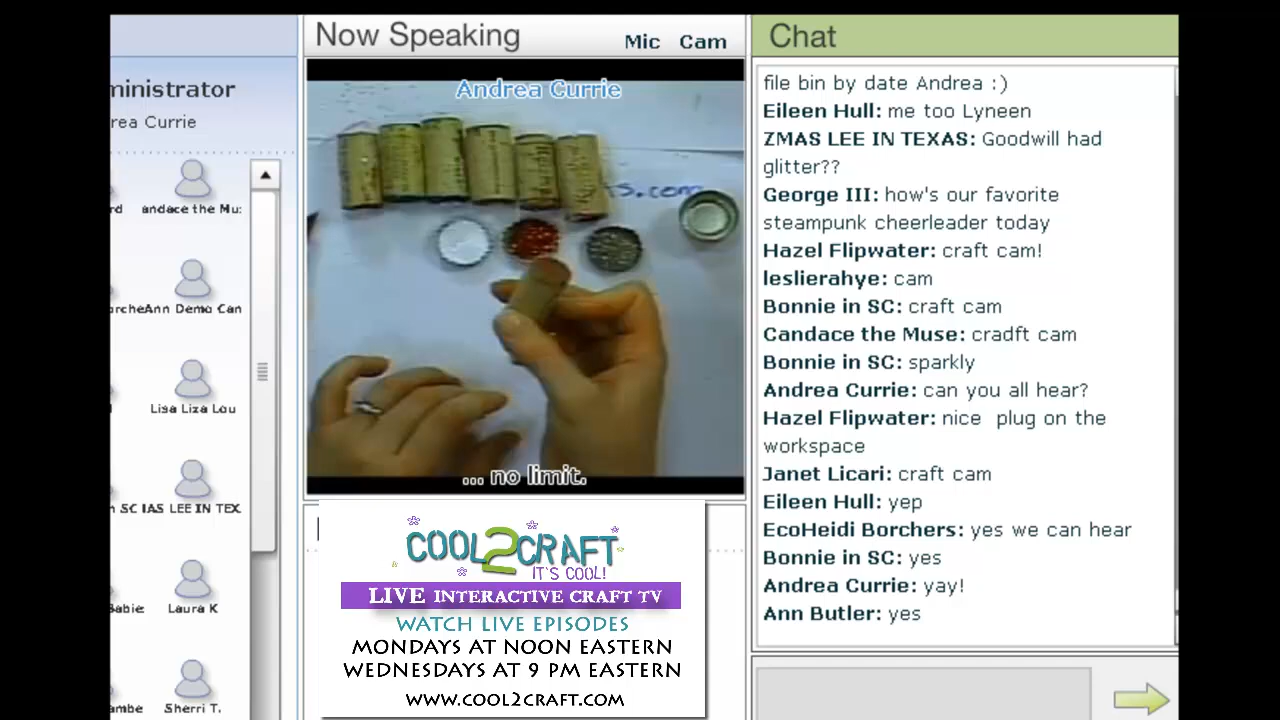 ministrator
rea Currie
rd
andace the Mu:
orche
Ann Demo Can
Lisa Liza Lou
SC
IAS LEE IN TEX
Babie
Laura K
ambe
Sherri T.
Now Speaking
Mic Cam
Andrea Currie
s.com
... no limit.
COOL2CRAFT
IT'S COOL!
LIVE INTERACTIVE CRAFT TV
WATCH LIVE EPISODES
MONDAYS AT NOON EASTERN
WEDNESDAYS AT 9 PM EASTERN
WWW.COOL2CRAFT.COM
Chat
file bin by date Andrea :)
Eileen Hull: me too Lyneen
ZMAS LEE IN TEXAS: Goodwill had
glitter??
George III: how's our favorite
steampunk cheerleader today
Hazel Flipwater: craft cam!
leslierahye: cam
Bonnie in SC: craft cam
Candace the Muse: cradft cam
Bonnie in SC: sparkly
Andrea Currie: can you all hear?
Hazel Flipwater: nice plug on the
workspace
Janet Licari: craft cam
Eileen Hull: yep
EcoHeidi Borchers: yes we can hear
Bonnie in SC: yes
Andrea Currie: yay!
Ann Butler: yes